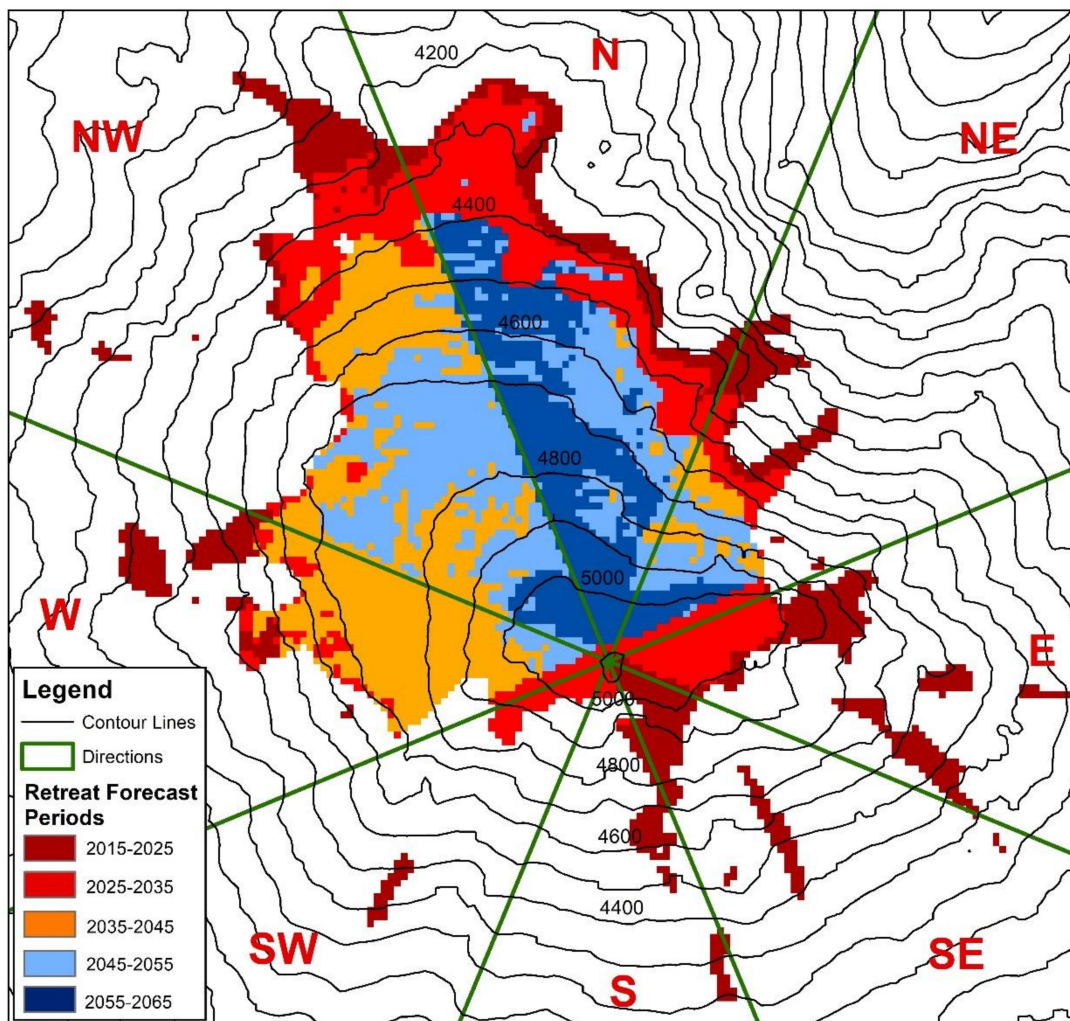 N
4200
NW
NE
4400
4600
4800
5000
W
E
5000
4800
4600
4400
SW
S
SE
Legend
Contour Lines
Directions
Retreat Forecast
Periods
2015-2025
2025-2035
2035-2045
2045-2055
2055-2065